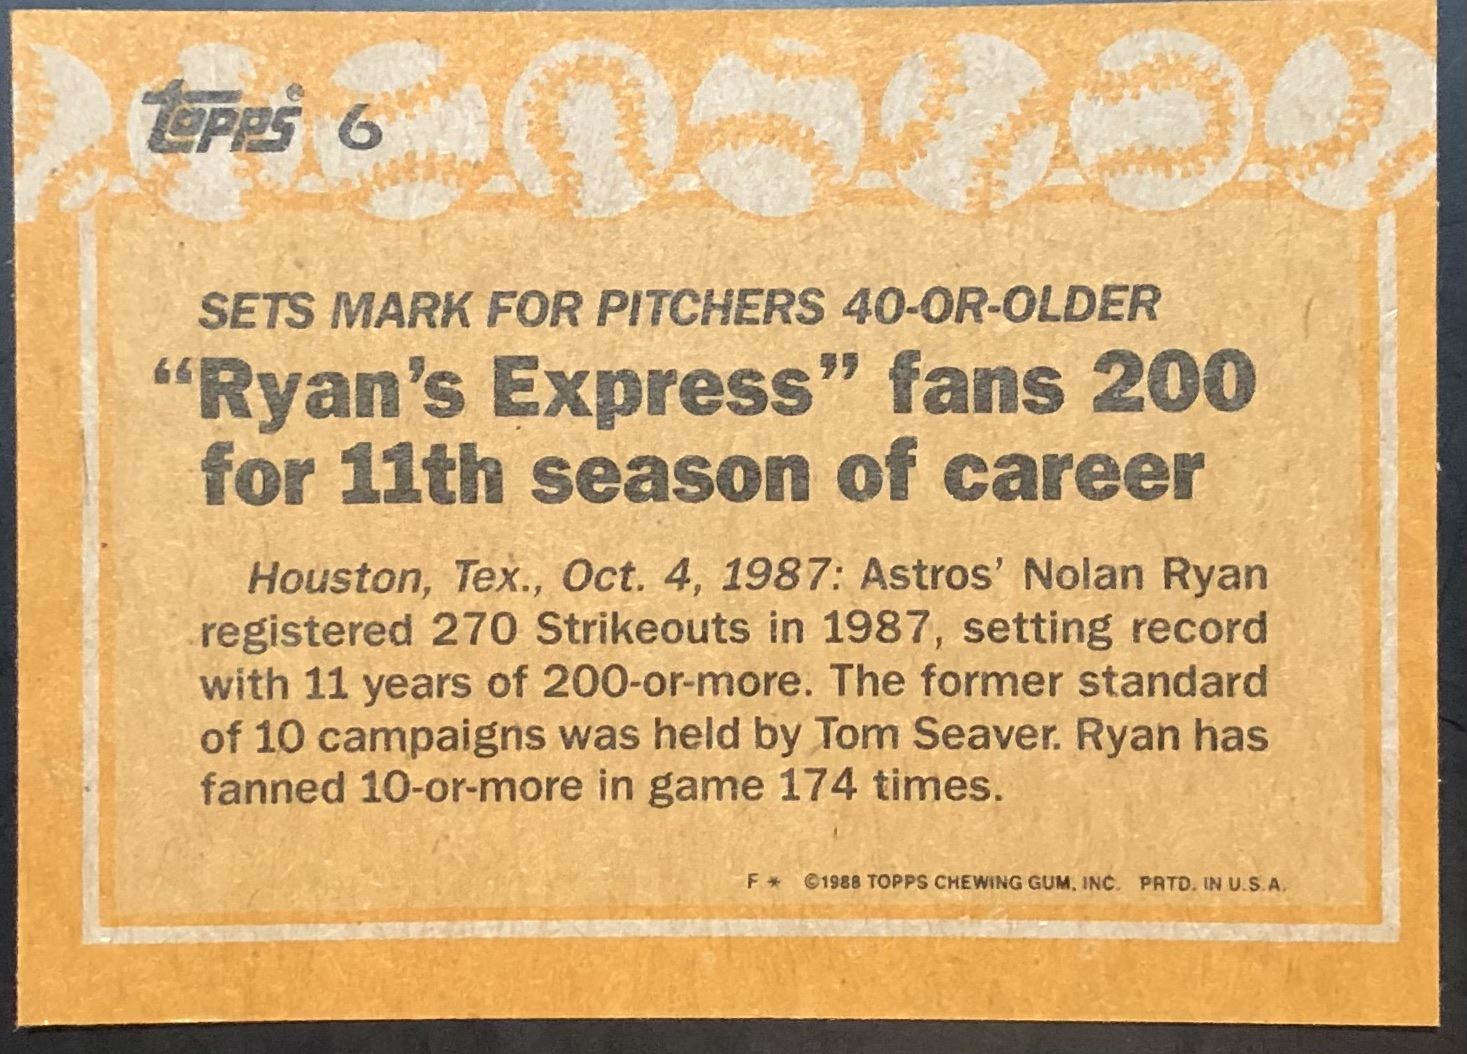 Topps® 6
SETS MARK FOR PITCHERS 40-OR-OLDER
“Ryan’s Express” fans 200
for 11th season of career
Houston, Tex., Oct. 4, 1987: Astros’ Nolan Ryan
registered 270 Strikeouts in 1987, setting record
with 11 years of 200-or-more. The former standard
of 10 campaigns was held by Tom Seaver. Ryan has
fanned 10-or-more in game 174 times.
F * ©1988 TOPPS CHEWING GUM, INC. PRTD. IN U.S.A.